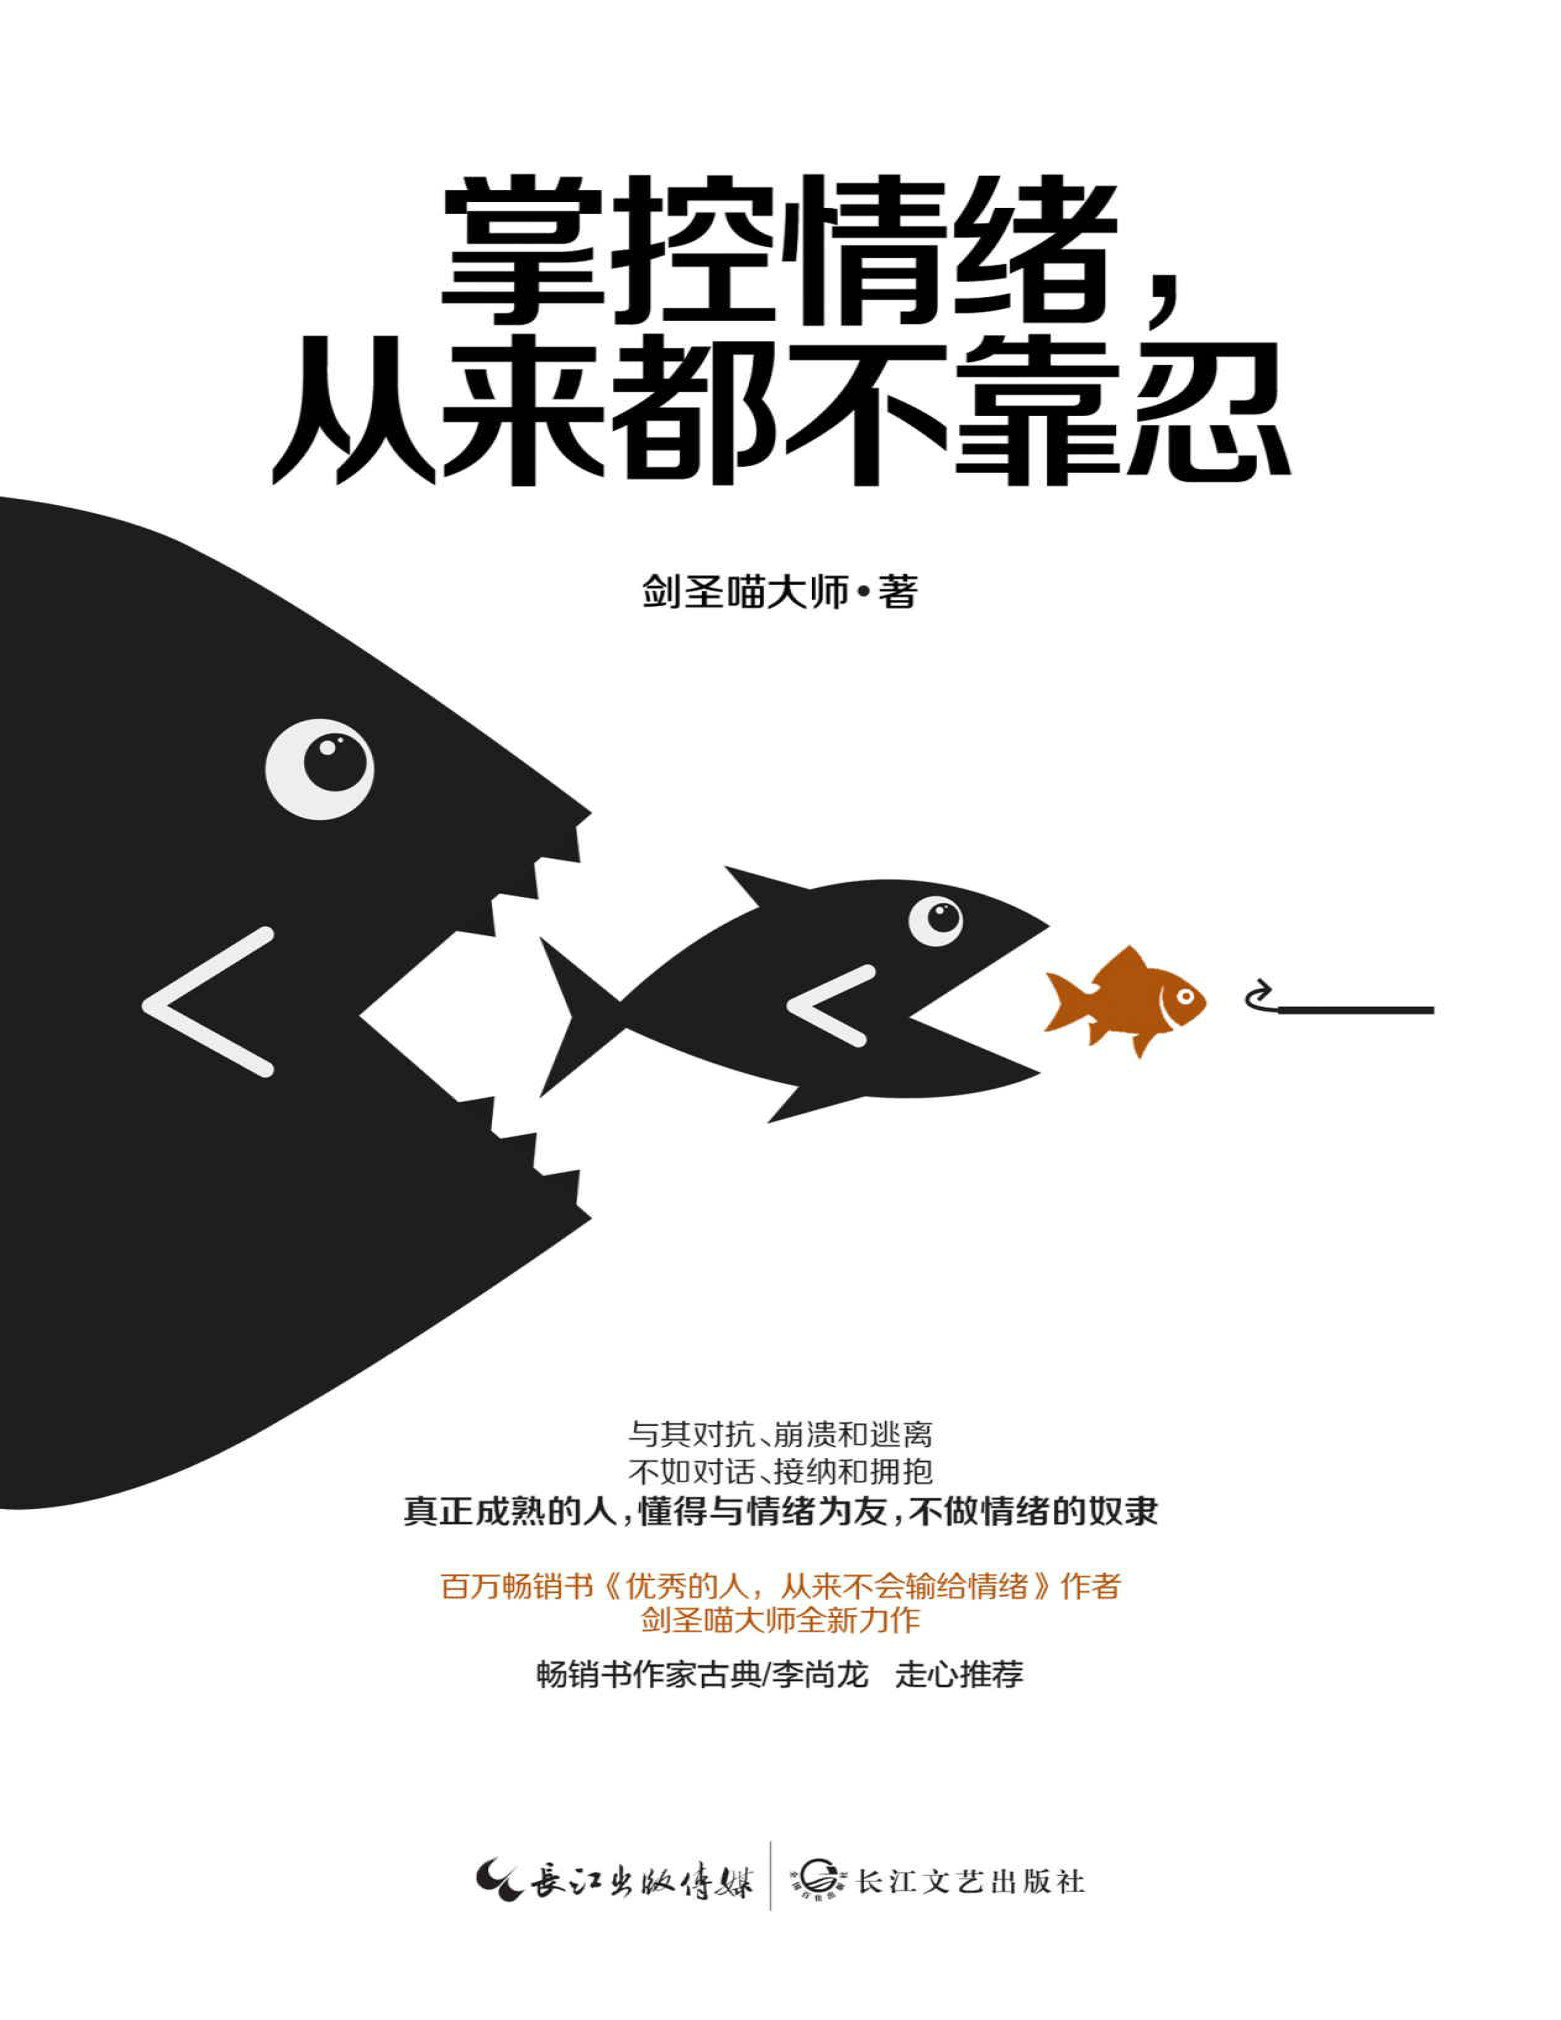 掌控情绪，
从来都不靠忍
剑圣喵大师·著
与其对抗、崩溃和逃离
不如对话、接纳和拥抱
真正成熟的人，懂得与情绪为友，不做情绪的奴隶
百万畅销书《优秀的人，从来不会输给情绪》作者
剑圣喵大师全新力作
畅销书作家古典/李尚龙 走心推荐
長江出版传媒 长江文艺出版社